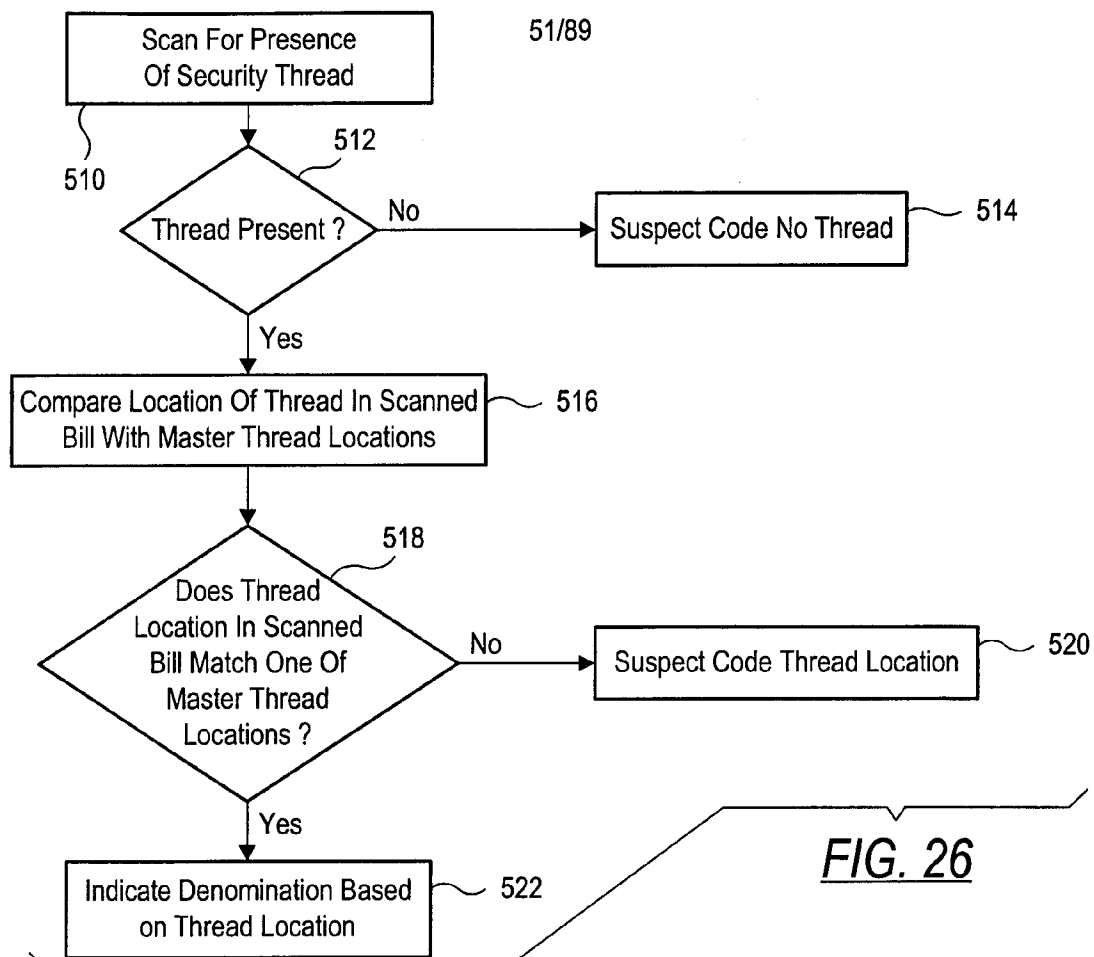 51/89
Scan For Presence
Of Security Thread
510
512
Thread Present ?
No
Suspect Code No Thread
514
Yes
Compare Location Of Thread In Scanned
Bill With Master Thread Locations
516
518
Does Thread
Location In Scanned
Bill Match One Of
Master Thread
Locations ?
No
Suspect Code Thread Location
520
Yes
Indicate Denomination Based
on Thread Location
522
FIG. 26